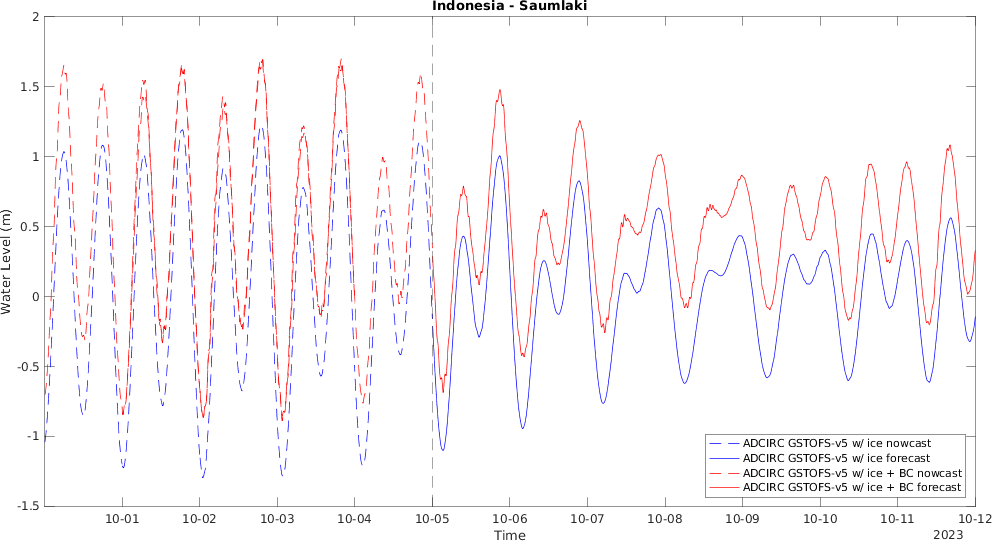 Indonesia - Saumlaki
2
1.5
1
0.5
0
-0.5
-1
-1.5
Water Level (m)
ADCIRC GSTOFS-v5 w/ ice nowcast
ADCIRC GSTOFS-v5 w/ ice forecast
ADCIRC GSTOFS-v5 w/ ice + BC nowcast
ADCIRC GSTOFS-v5 w/ ice + BC forecast
10-01 10-02 10-03 10-04 10-05 10-06 10-07 10-08 10-09 10-10 10-11 10-12
Time
2023